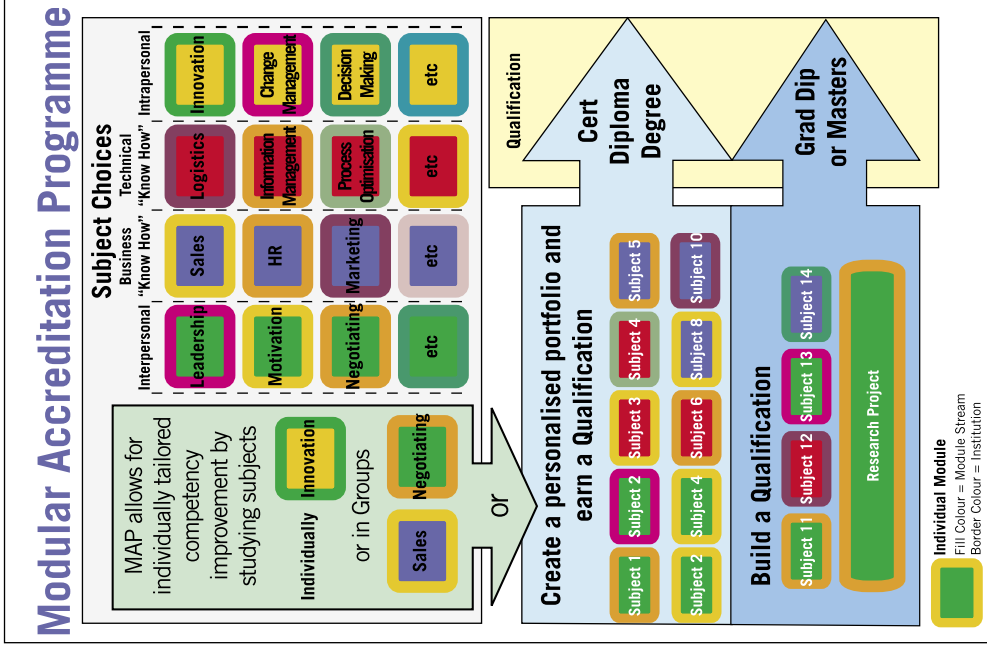 Modular Accreditation Programme
Subject Choices
Interpersonal
Business
“Know How”
Technical
“Know How”
Intrapersonal
Leadership
Sales
Logistics
Innovation
Motivation
HR
Information
Management
Change
Management
Negotiating
Marketing
Process
Optimisation
Decision
Making
etc
etc
etc
etc
MAP allows for
individually tailored
competency
improvement by
studying subjects
Individually
Innovation
or in Groups
Sales
Negotiating
or
Qualification
Create a personalised portfolio and
earn a Qualification
Subject 1
Subject 2
Subject 3
Subject 4
Subject 5
Subject 2
Subject 4
Subject 6
Subject 8
Subject 10
Cert
Diploma
Degree
Build a Qualification
Subject 11
Subject 12
Subject 13
Subject 14
Research Project
Grad Dip
or Masters
Individual Module
Fill Colour = Module Stream
Border Colour = Institution